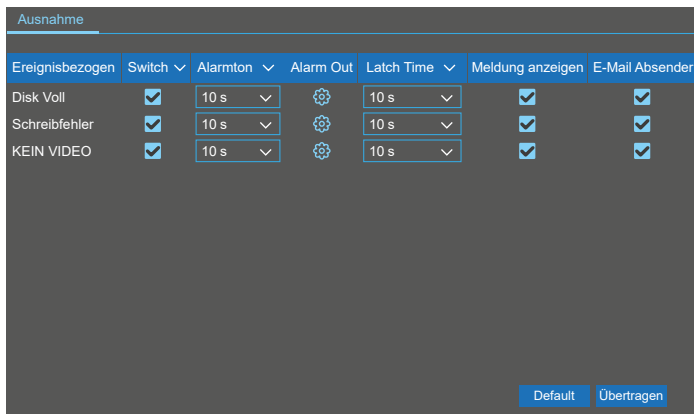 Ausnahme
Ereignisbezogen Switch Alarmton Alarm Out Latch Time Meldung anzeigen E-Mail Absender
Disk Voll 10 s 10 s
Schreibfehler 10 s 10 s
KEIN VIDEO 10 s 10 s
Default Übertragen